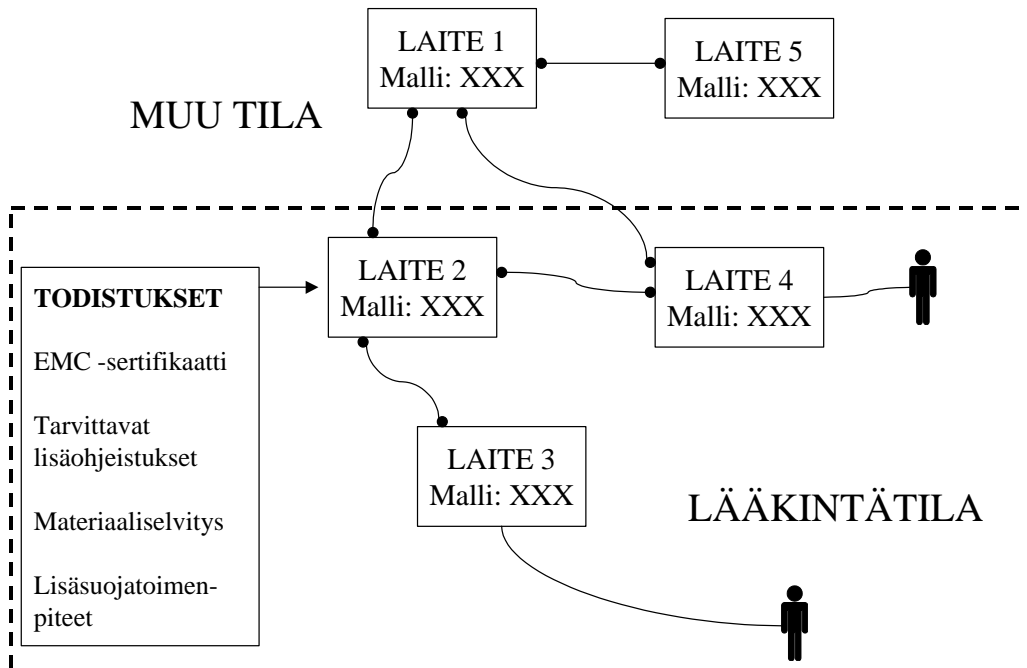 LAITE 1
Malli: XXX
LAITE 5
Malli: XXX
MUU TILA
LAITE 2
Malli: XXX
LAITE 4
Malli: XXX
TODISTUKSET
EMC -sertifikaatti
Tarvittavat
lisäohjeistukset
Materiaaliselvitys
Lisäsuojatoimen-
piteet
LAITE 3
Malli: XXX
LÄÄKINTÄTILA